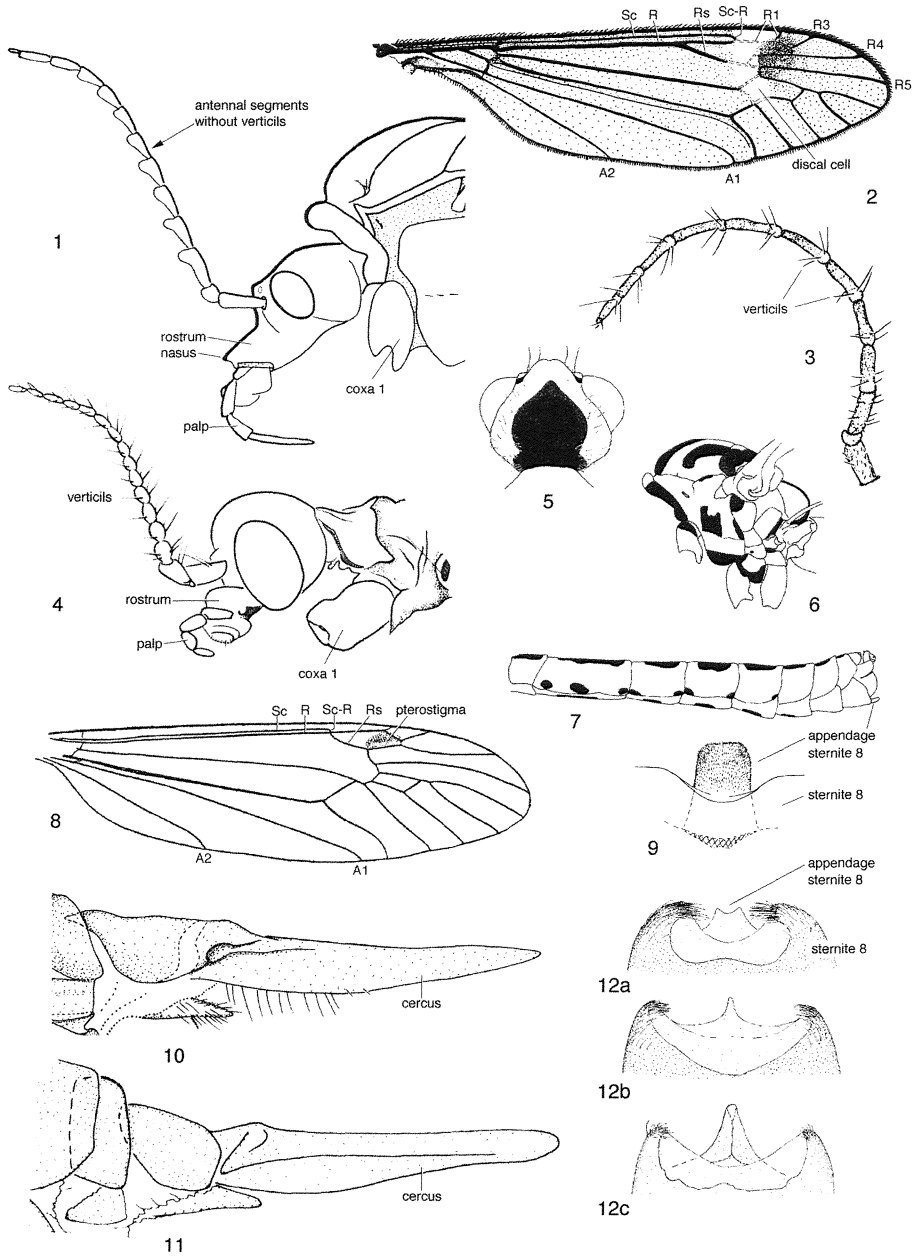 antennal segments
without verticils
1
rostrum
nasus
palp
coxa 1
Sc R Rs Sc-R R1 R3
R4
R5
discal cell
A2 A1
2
verticils
3
verticils
rostrum
palp
coxa 1
4
5
6
7
Sc R Sc-R Rs pterostigma
8
A2 A1
appendage
sternite 8
sternite 8
9
cercus
10
cercus
11
appendage
sternite 8
sternite 8
12a
12b
12c